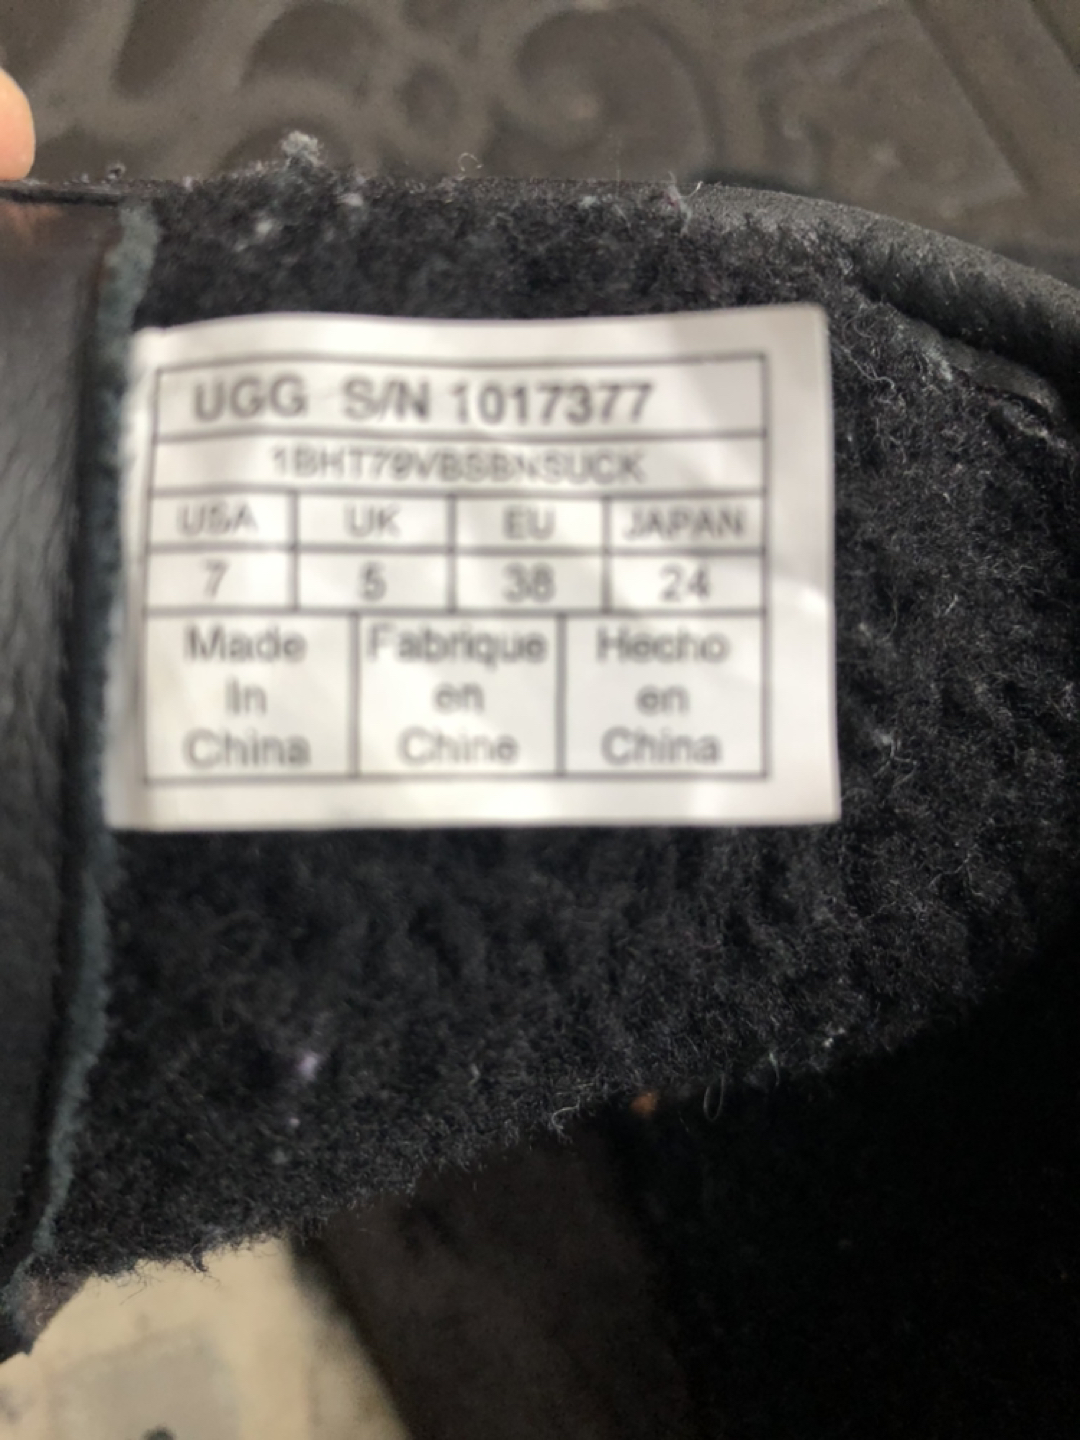 UGG S/N 1017377
1BHT79VBSBNSUCK
USA UK EU JAPAN
7 5 38 24
Made Fabrique Hecho
In en en
China Chine China